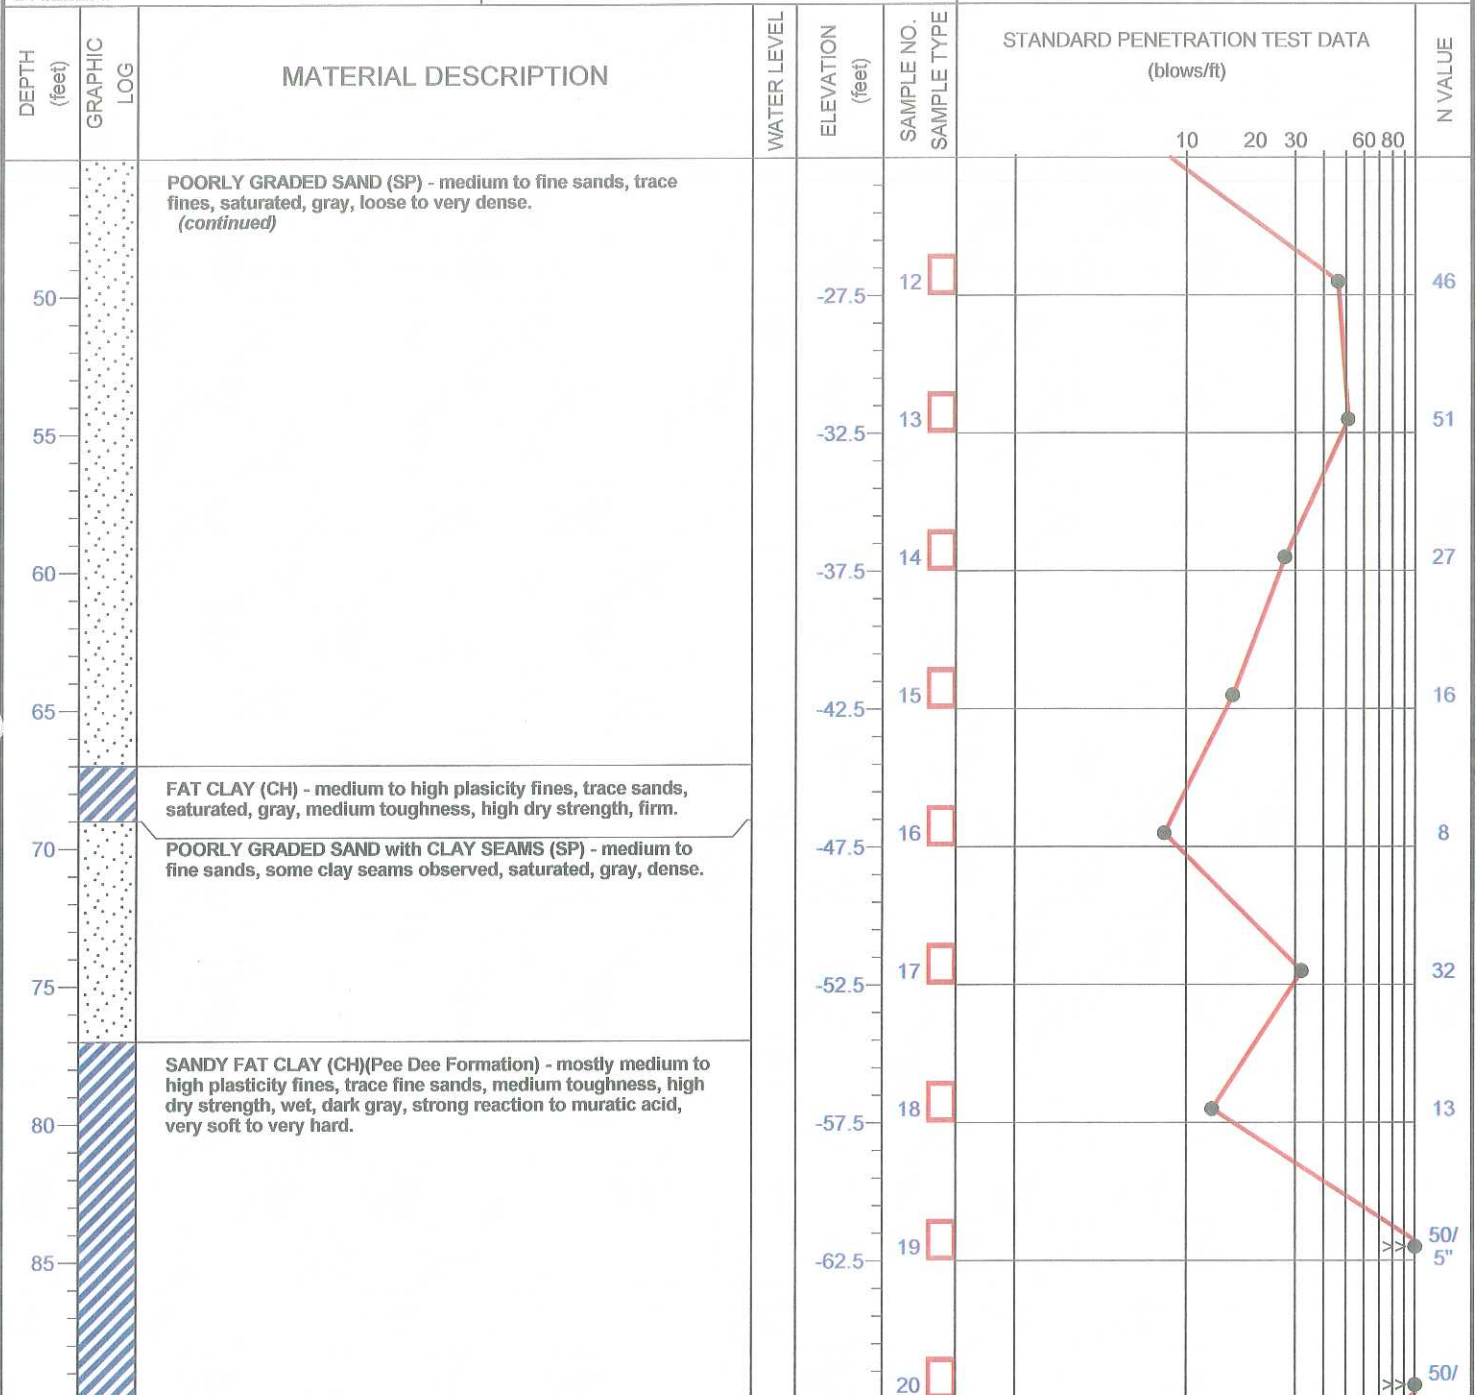 DEPTH
(feet)
GRAPHIC
LOG
MATERIAL DESCRIPTION
WATER LEVEL
ELEVATION
(feet)
SAMPLE NO.
SAMPLE TYPE
STANDARD PENETRATION TEST DATA
(blows/ft)
10 20 30 60 80
N VALUE
POORLY GRADED SAND (SP) - medium to fine sands, trace
fines, saturated, gray, loose to very dense.
(continued)
12 46
50 -27.5
13 51
55 -32.5
14 27
60 -37.5
15 16
65 -42.5
FAT CLAY (CH) - medium to high plasicity fines, trace sands,
saturated, gray, medium toughness, high dry strength, firm.
16 8
70 -47.5
POORLY GRADED SAND with CLAY SEAMS (SP) - medium to
fine sands, some clay seams observed, saturated, gray, dense.
17 32
75 -52.5
SANDY FAT CLAY (CH)(Pee Dee Formation) - mostly medium to
high plasticity fines, trace fine sands, medium toughness, high
dry strength, wet, dark gray, strong reaction to muratic acid,
very soft to very hard.
18 13
80 -57.5
19 >> 50/
5"
85 -62.5
20 >> 50/